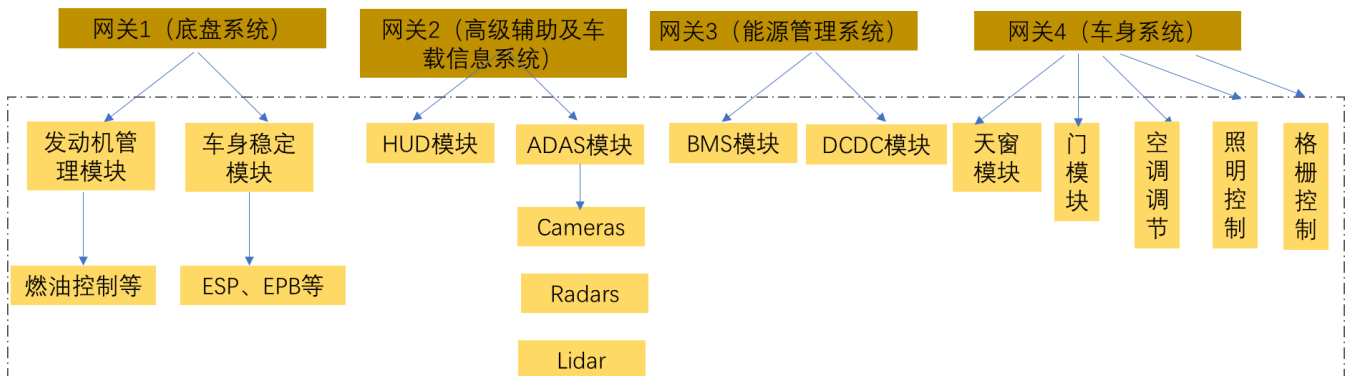 网关1（底盘系统）
网关2（高级辅助及车
载信息系统）
网关3（能源管理系统）
网关4（车身系统）
发动机管
理模块
车身稳定
模块
HUD模块
ADAS模块
BMS模块
DCDC模块
天窗
模块
门模块
空调调节
照明控制
格栅控制
Cameras
燃油控制等
ESP、EPB等
Radars
Lidar